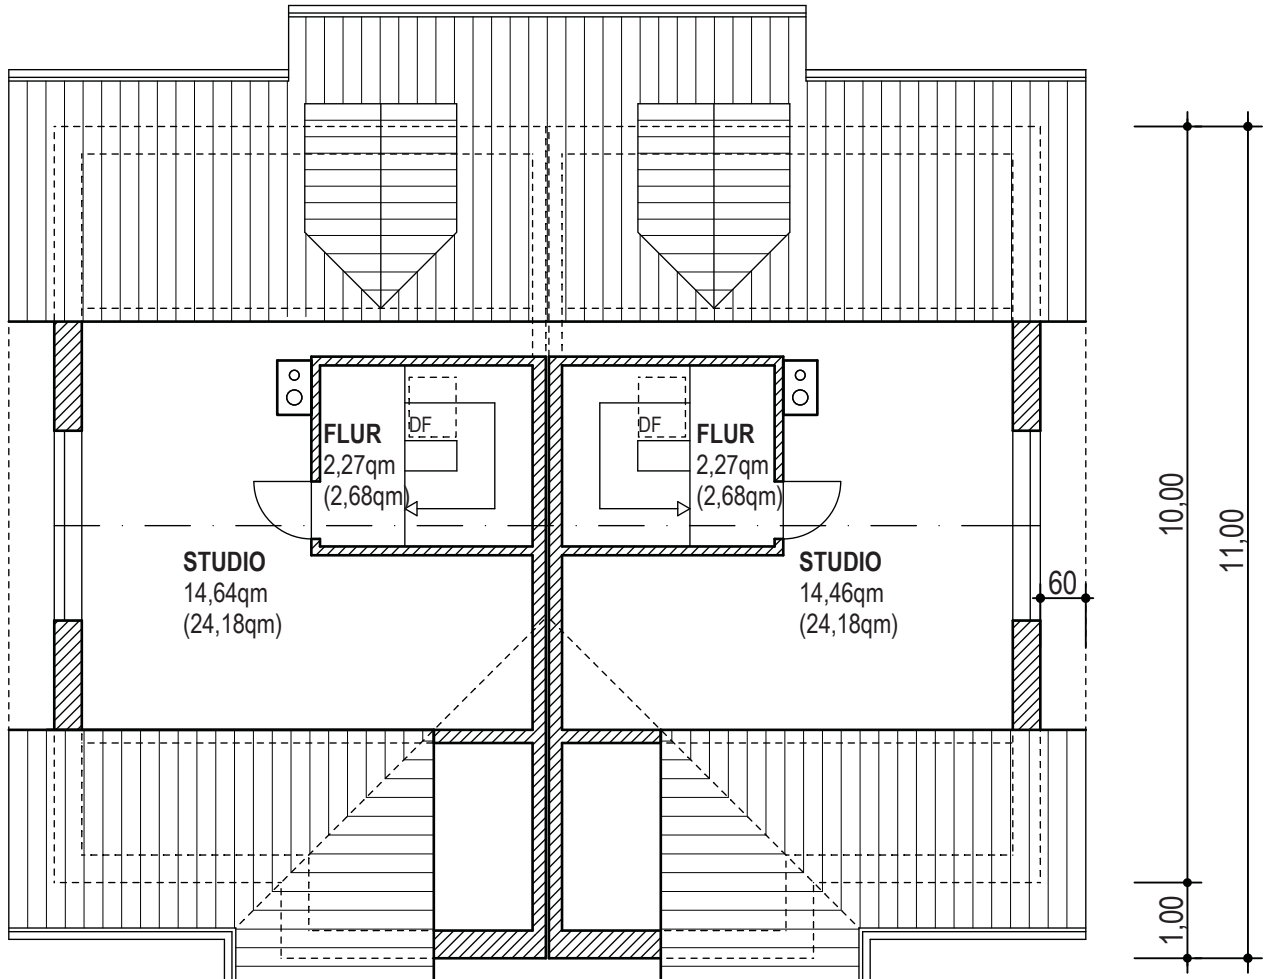 DF
DF
FLUR
2,27qm
(2,68qm)
FLUR
2,27qm
(2,68qm)
STUDIO
14,64qm
(24,18qm)
STUDIO
14,46qm
(24,18qm)
60
10,00
11,00
1,00